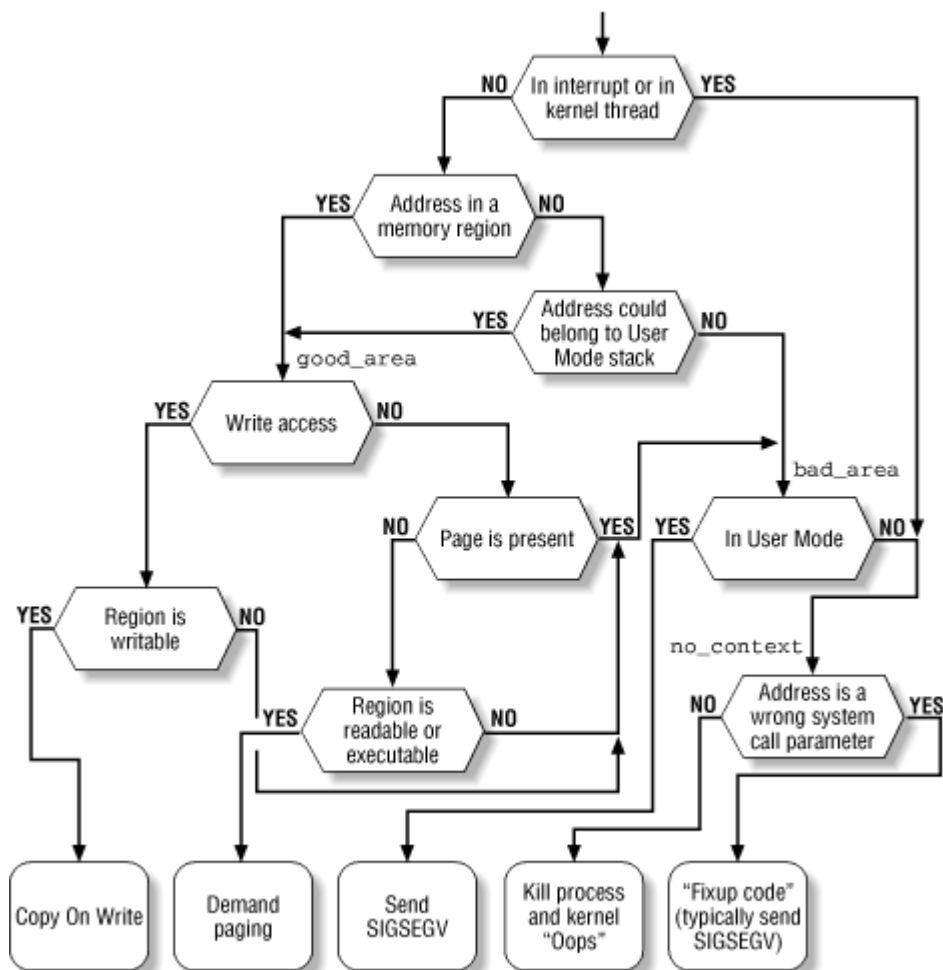 NO
In interrupt or in
kernel thread
YES
YES
Address in a
memory region
NO
YES
Address could
belong to User
Mode stack
NO
good_area
YES
Write access
NO
bad_area
NO
Page is present
YES
YES
In User Mode
NO
YES
Region is
writable
NO
no_context
YES
Region is
readable or
executable
NO
NO
Address is a
wrong system
call parameter
YES
Copy On Write
Demand
paging
Send
SIGSEGV
Kill process
and kernel
"Oops"
"Fixup code"
(typically send
SIGSEGV)